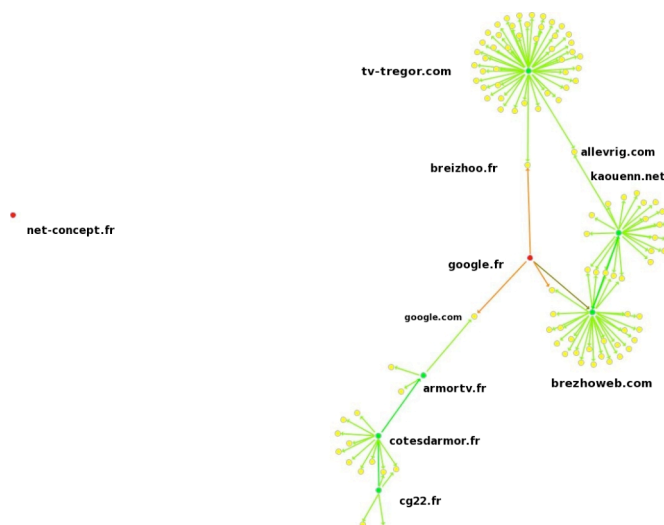 tv-tregor.com
allevrig.com
breizhoo.fr
kaouenn.net
net-concept.fr
google.fr
google.com
brezhoweb.com
armortv.fr
cotesdarmor.fr
cg22.fr